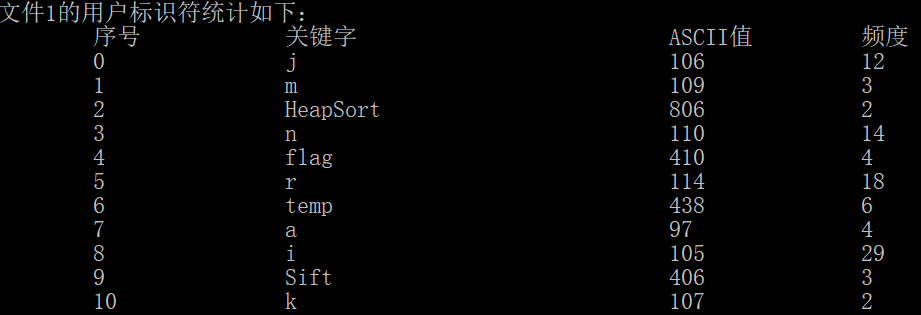 文件1的用户标识符统计如下：
序号 关键字 ASCII值 频度
0 j 106 12
1 m 109 3
2 HeapSort 806 2
3 n 110 14
4 flag 410 4
5 r 114 18
6 temp 438 6
7 a 97 4
8 i 105 29
9 Sift 406 3
10 k 107 2